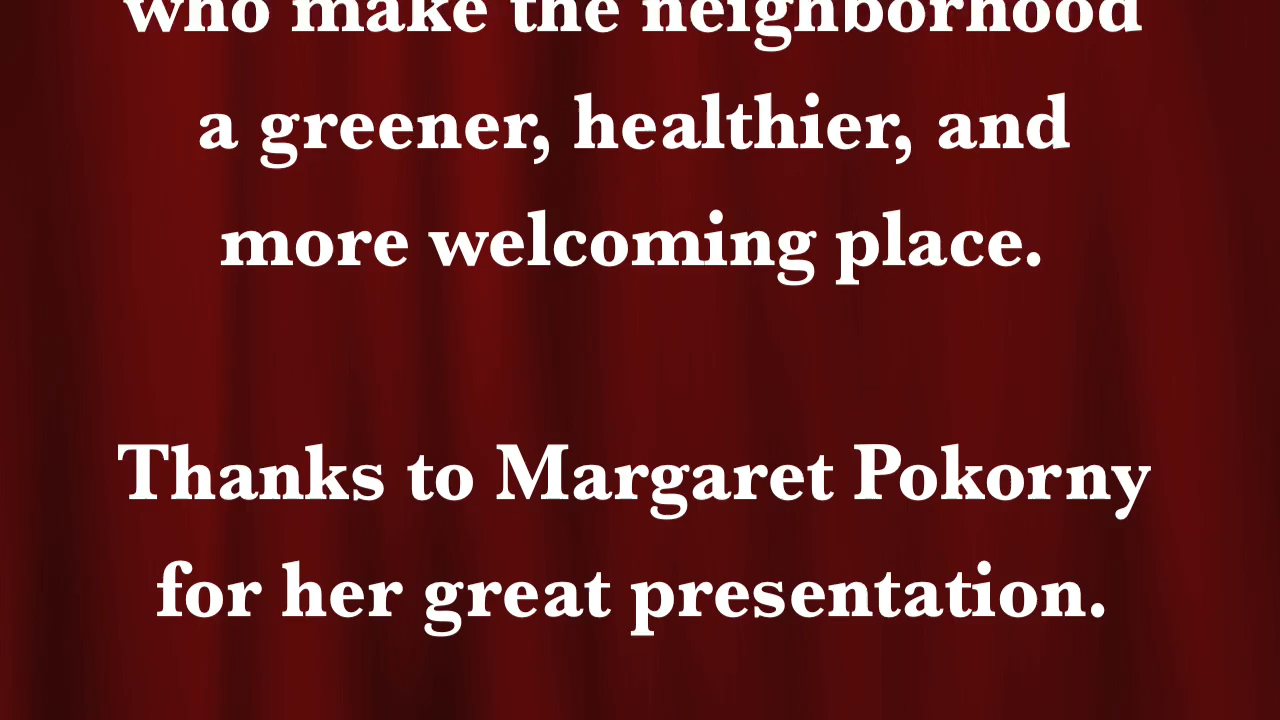 who make the neighborhood
a greener, healthier, and
more welcoming place.
Thanks to Margaret Pokorny
for her great presentation.